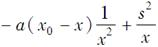 - a ( x₀ - x ) 1/x² + s²/x